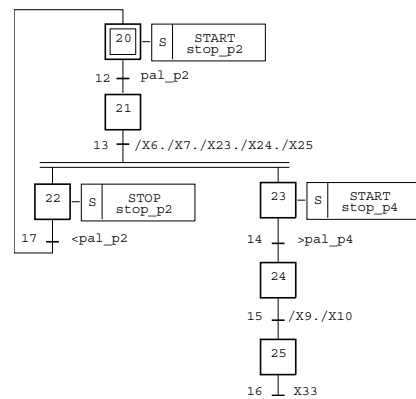 20 S START
stop_p2
12 pal_p2
21
13 /X6./X7./X23./X24./X25
22 S STOP
stop_p2
23 S START
stop_p4
17 <pal_p2
14 >pal_p4
24
15 /X9./X10
25
16 X33